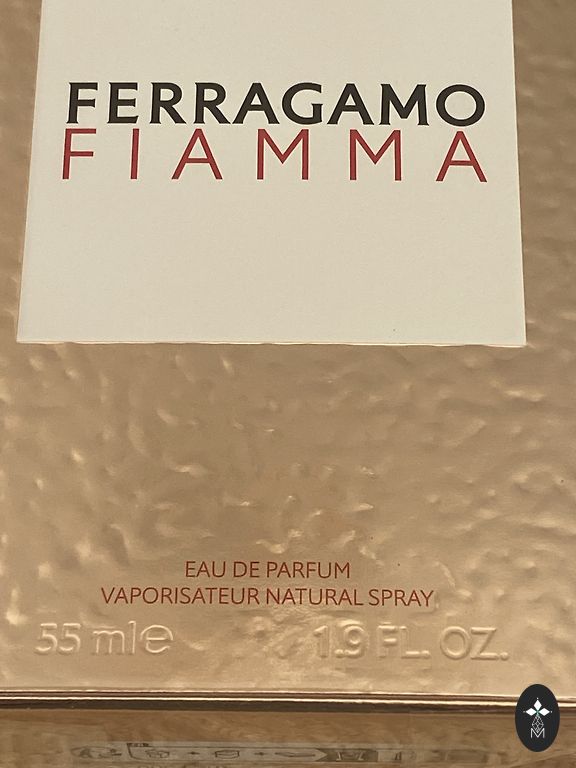 FERRAGAMO
FIAMMA
EAU DE PARFUM
VAPORISATEUR NATURAL SPRAY
55 ml℮ 1.9 FL. OZ.
M